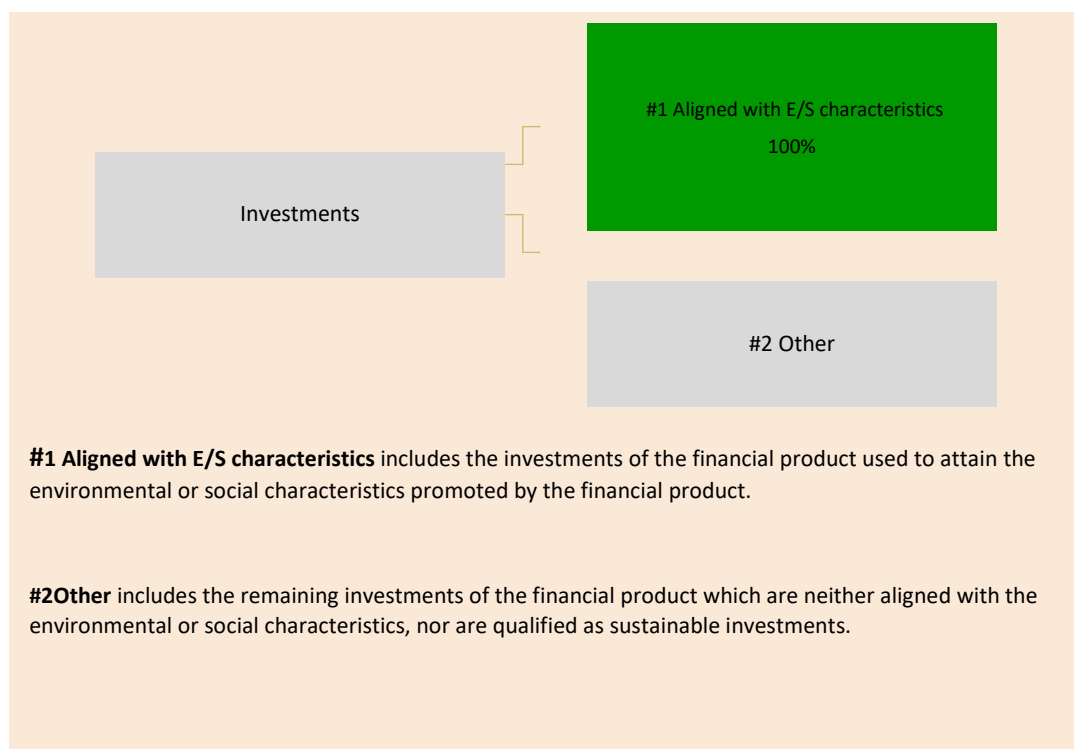 #1 Aligned with E/S characteristics
100%
Investments
#2 Other
#1 Aligned with E/S characteristics includes the investments of the financial product used to attain the
environmental or social characteristics promoted by the financial product.
#2Other includes the remaining investments of the financial product which are neither aligned with the
environmental or social characteristics, nor are qualified as sustainable investments.